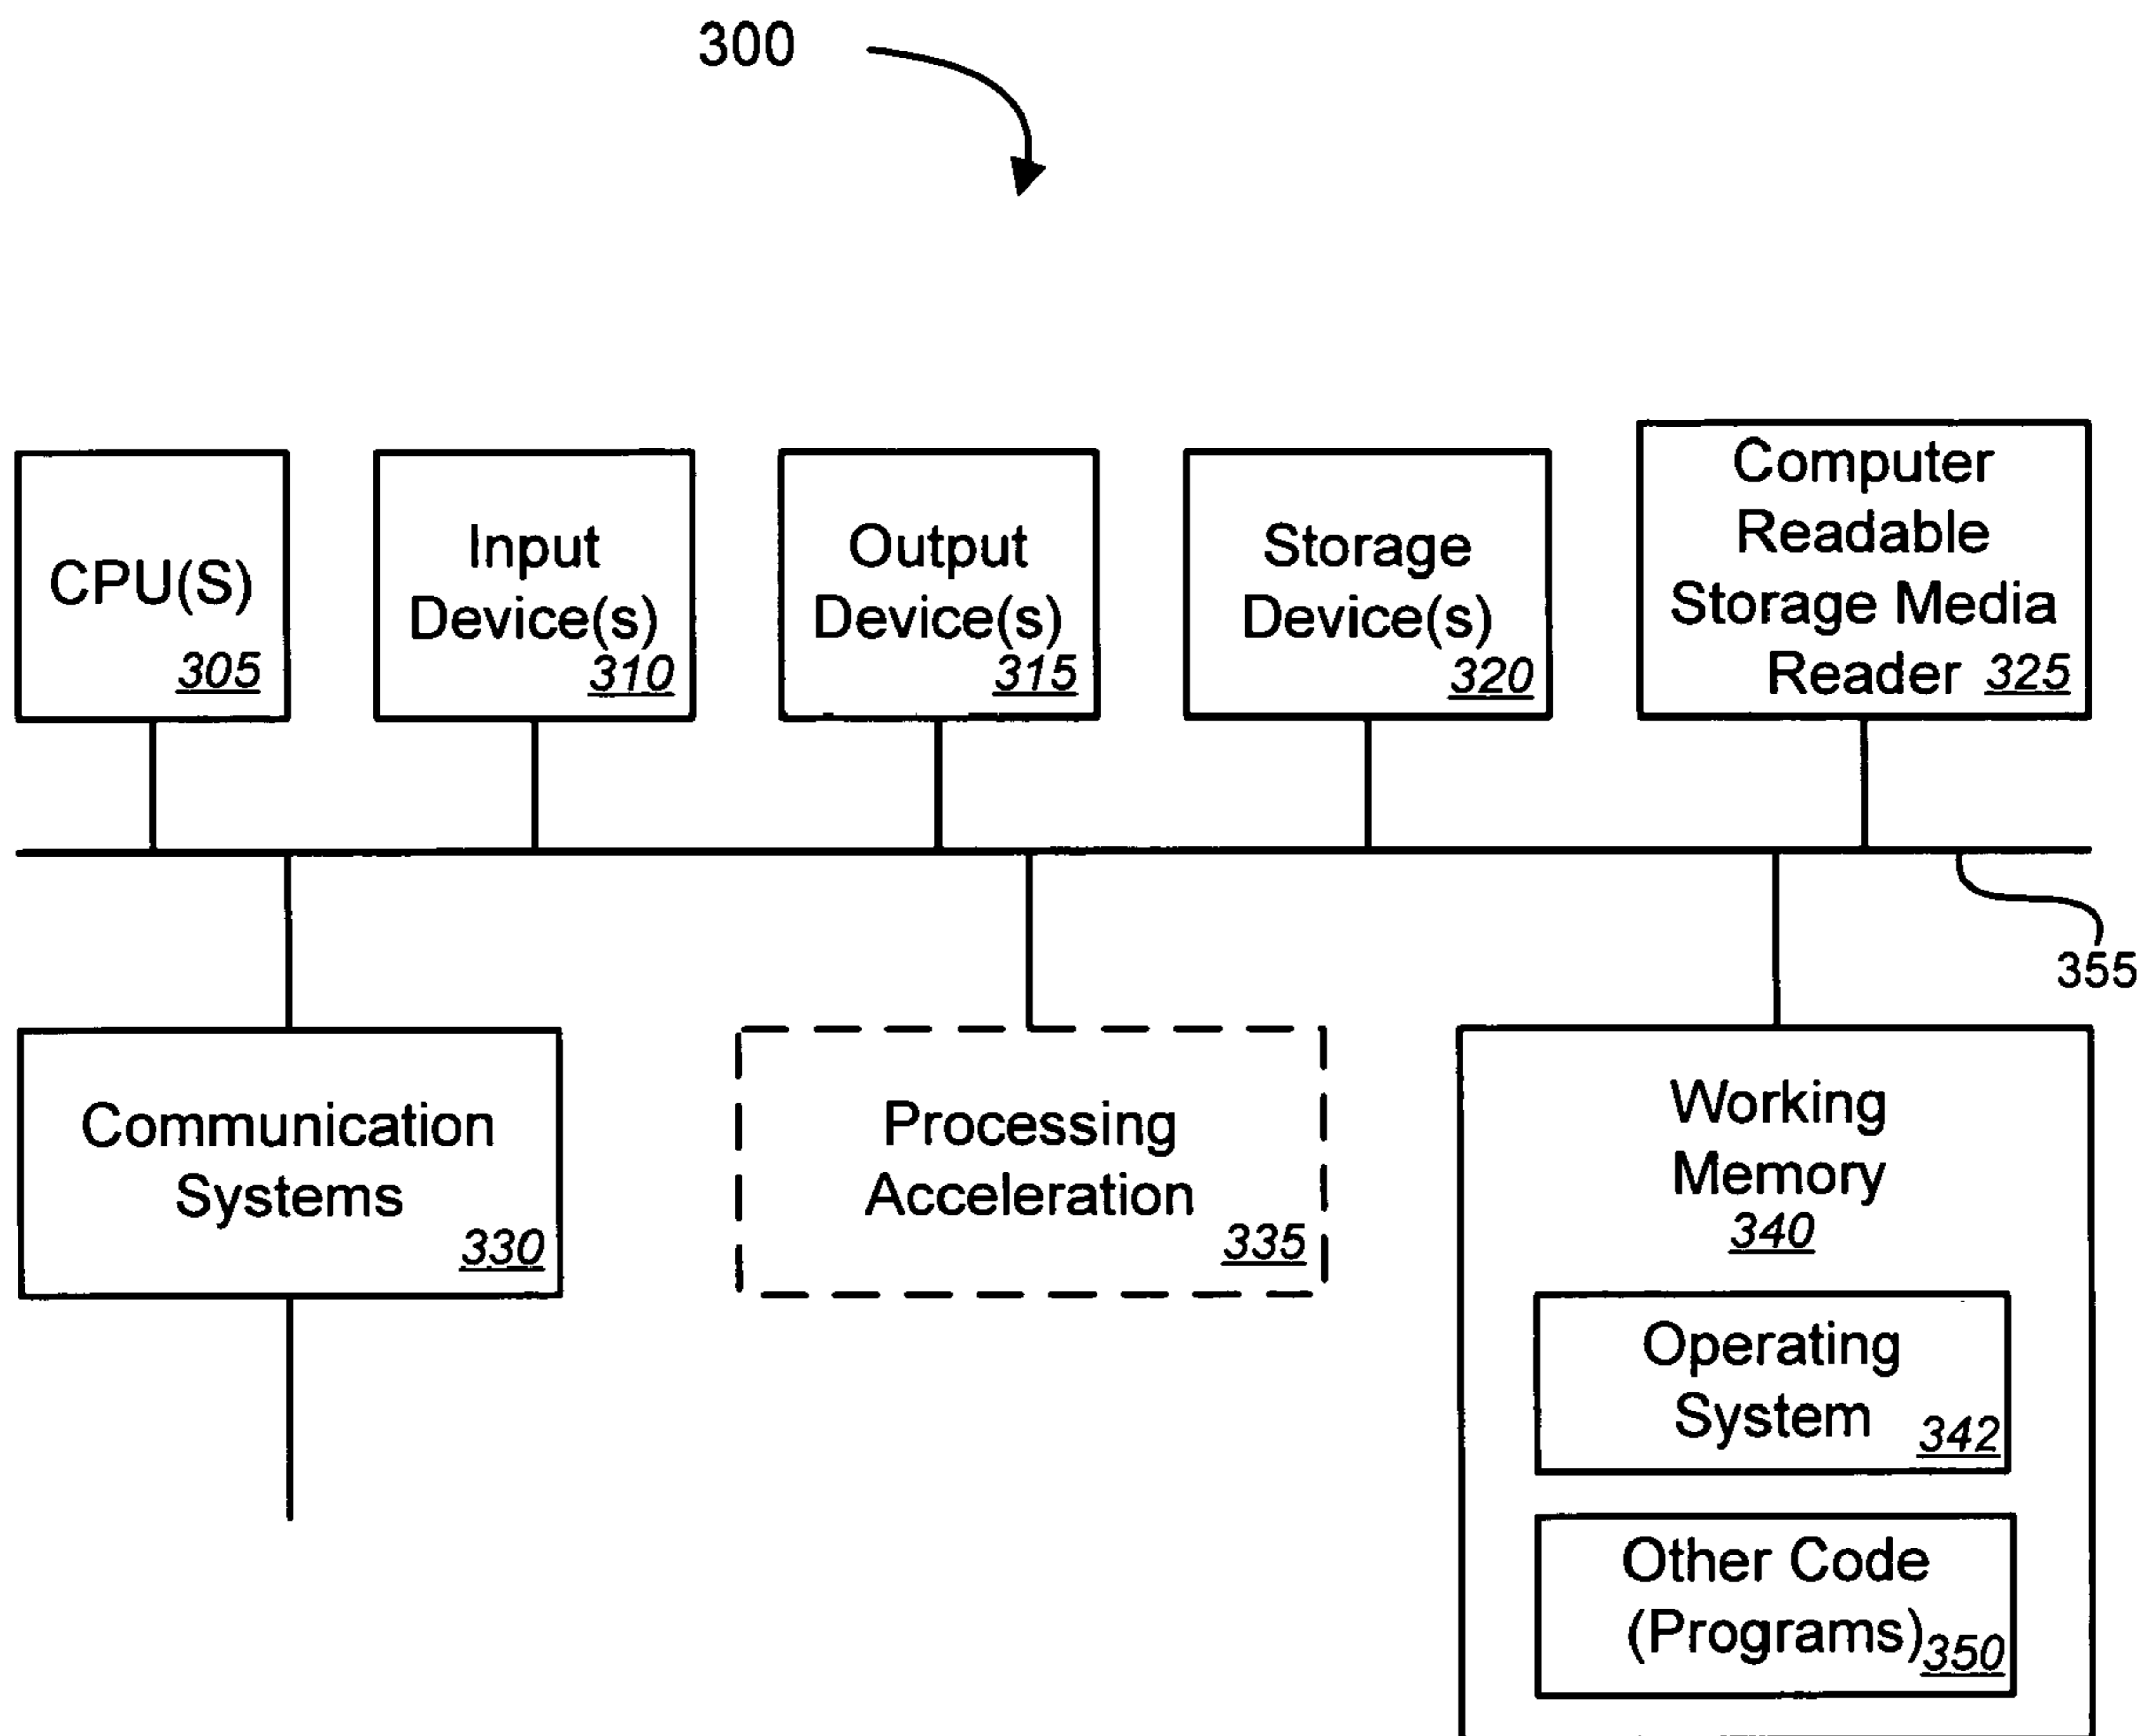 300
CPU(S)
305
Input
Device(s)
310
Output
Device(s)
315
Storage
Device(s)
320
Computer
Readable
Storage Media
Reader 325
355
Communication
Systems
330
Processing
Acceleration
335
Working
Memory
340
Operating
System
342
Other Code
(Programs)
350